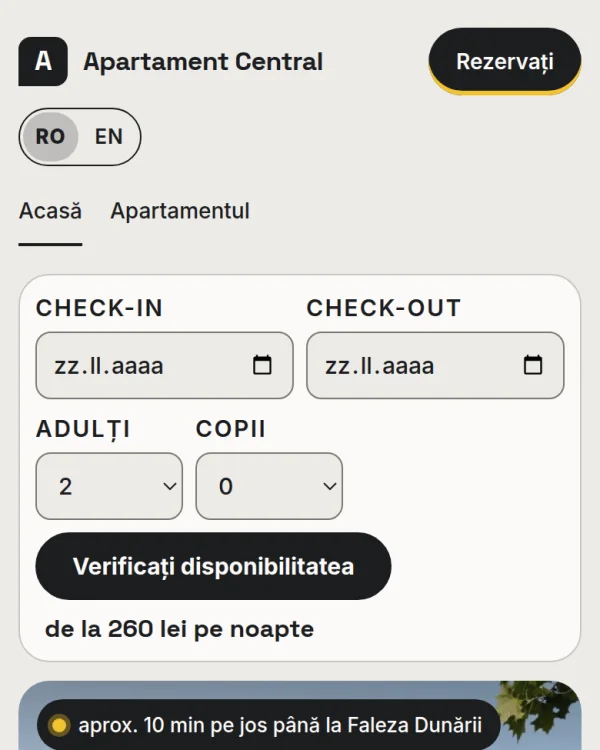 A Apartament Central Rezervați
RO EN
Acasă Apartamentul
CHECK-IN CHECK-OUT
zz.ll.aaaa zz.ll.aaaa
ADULȚI COPII
2 0
Verificați disponibilitatea
de la 260 lei pe noapte
aprox. 10 min pe jos până la Faleza Dunării